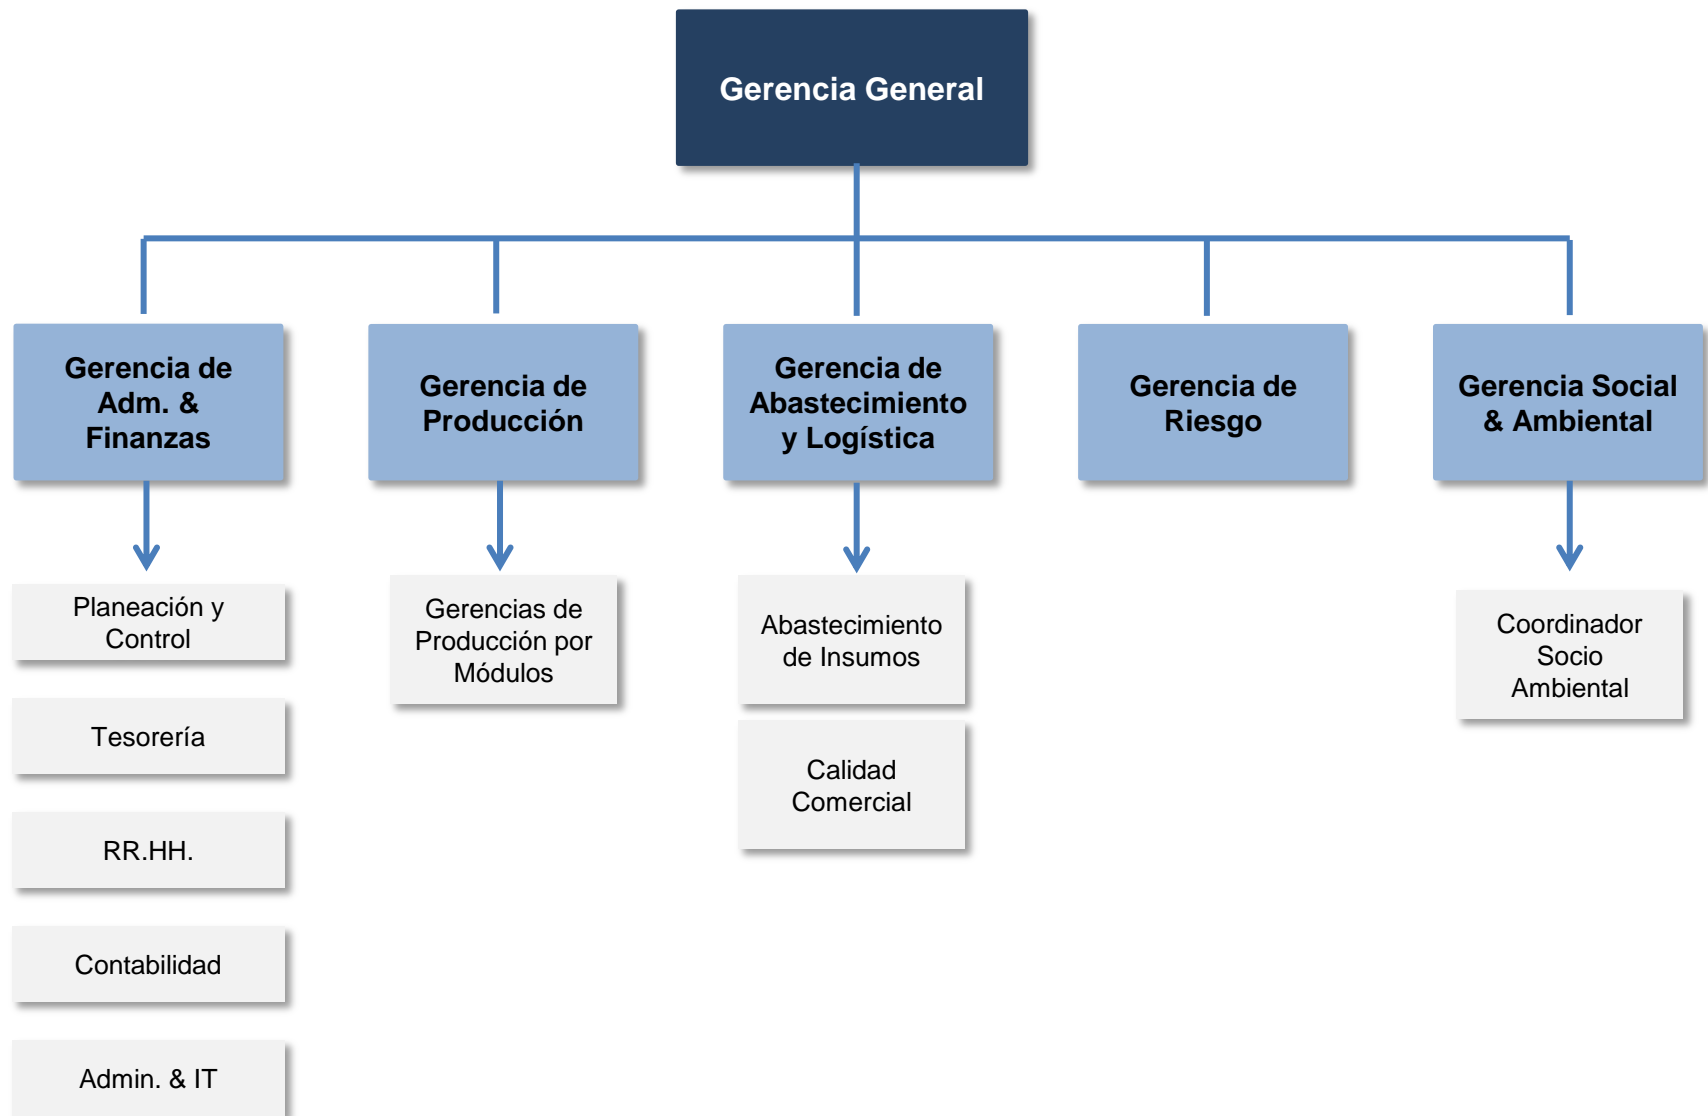 Gerencia General
Gerencia de
Adm. &
Finanzas
Gerencia de
Producción
Gerencia de
Abastecimiento
y Logística
Gerencia de
Riesgo
Gerencia Social
& Ambiental
Planeación y
Control
Tesorería
RR.HH.
Contabilidad
Admin. & IT
Gerencias de
Producción por
Módulos
Abastecimiento
de Insumos
Calidad
Comercial
Coordinador
Socio
Ambiental